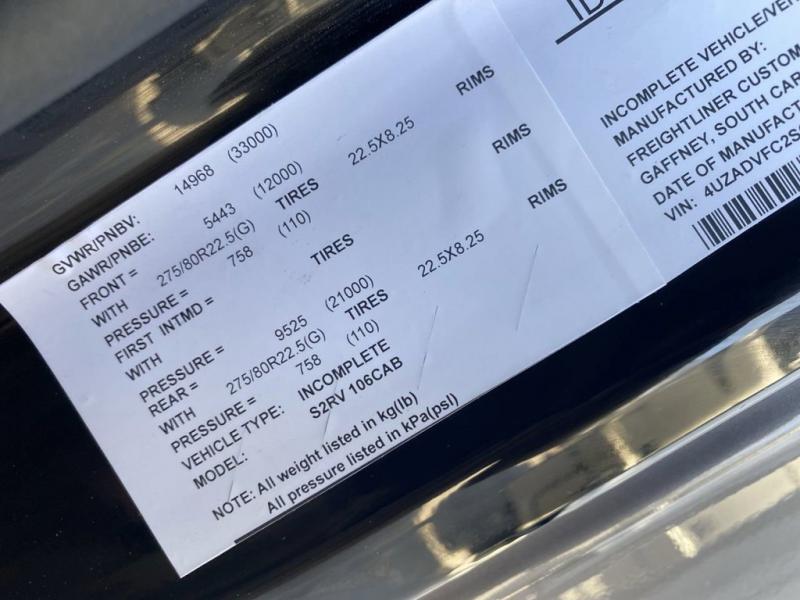 GVWR/PNBV: 14968 (33000)
GAWR/PNBE:
FRONT = 5443 (12000)
WITH 275/80R22.5(G) TIRES 22.5X8.25 RIMS
PRESSURE = 758 (110)
FIRST INTMD =
WITH TIRES RIMS
PRESSURE =
REAR = 9525 (21000)
WITH 275/80R22.5(G) TIRES 22.5X8.25 RIMS
PRESSURE = 758 (110)
VEHICLE TYPE: INCOMPLETE
MODEL: S2RV 106CAB
NOTE: All weight listed in kg(lb)
All pressure listed in kPa(psl)
INCOMPLETE VEHICLE/VEH
MANUFACTURED BY:
FREIGHTLINER CUSTOM
GAFFNEY, SOUTH CAR
DATE OF MANUFACT
VIN: 4UZADVFC2S